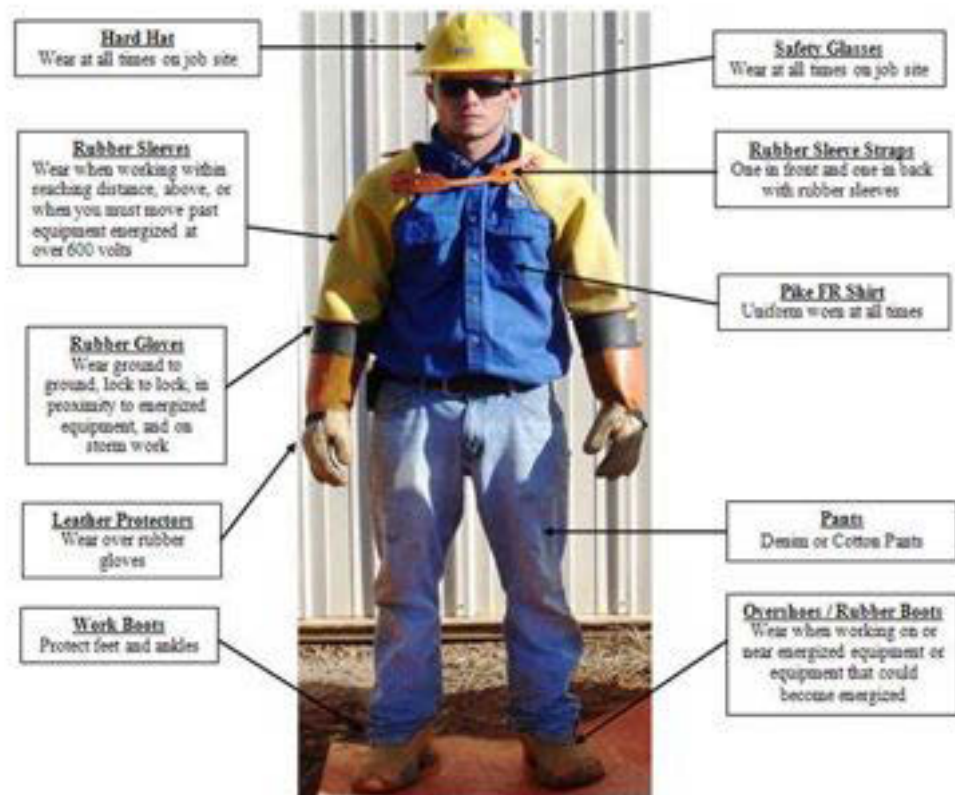 Hard Hat
Wear at all times on job site
Safety Glasses
Wear at all times on job site
Rubber Sleeves
Wear when working within
reaching distance, above, or
when you must move past
equipment energized at
over 600 volts
Rubber Sleeve Straps
One in front and one in back
with rubber sleeves
Pike FR Shirt
Uniform worn at all times
Rubber Gloves
Wear ground to
ground, lock to lock, in
proximity to energized
equipment, and on
storm work
Leather Protectors
Wear over rubber
gloves
Pants
Denim or Cotton Pants
Work Boots
Protect feet and ankles
Overshoes / Rubber Boots
Wear when working on or
near energized equipment or
equipment that could
become energized